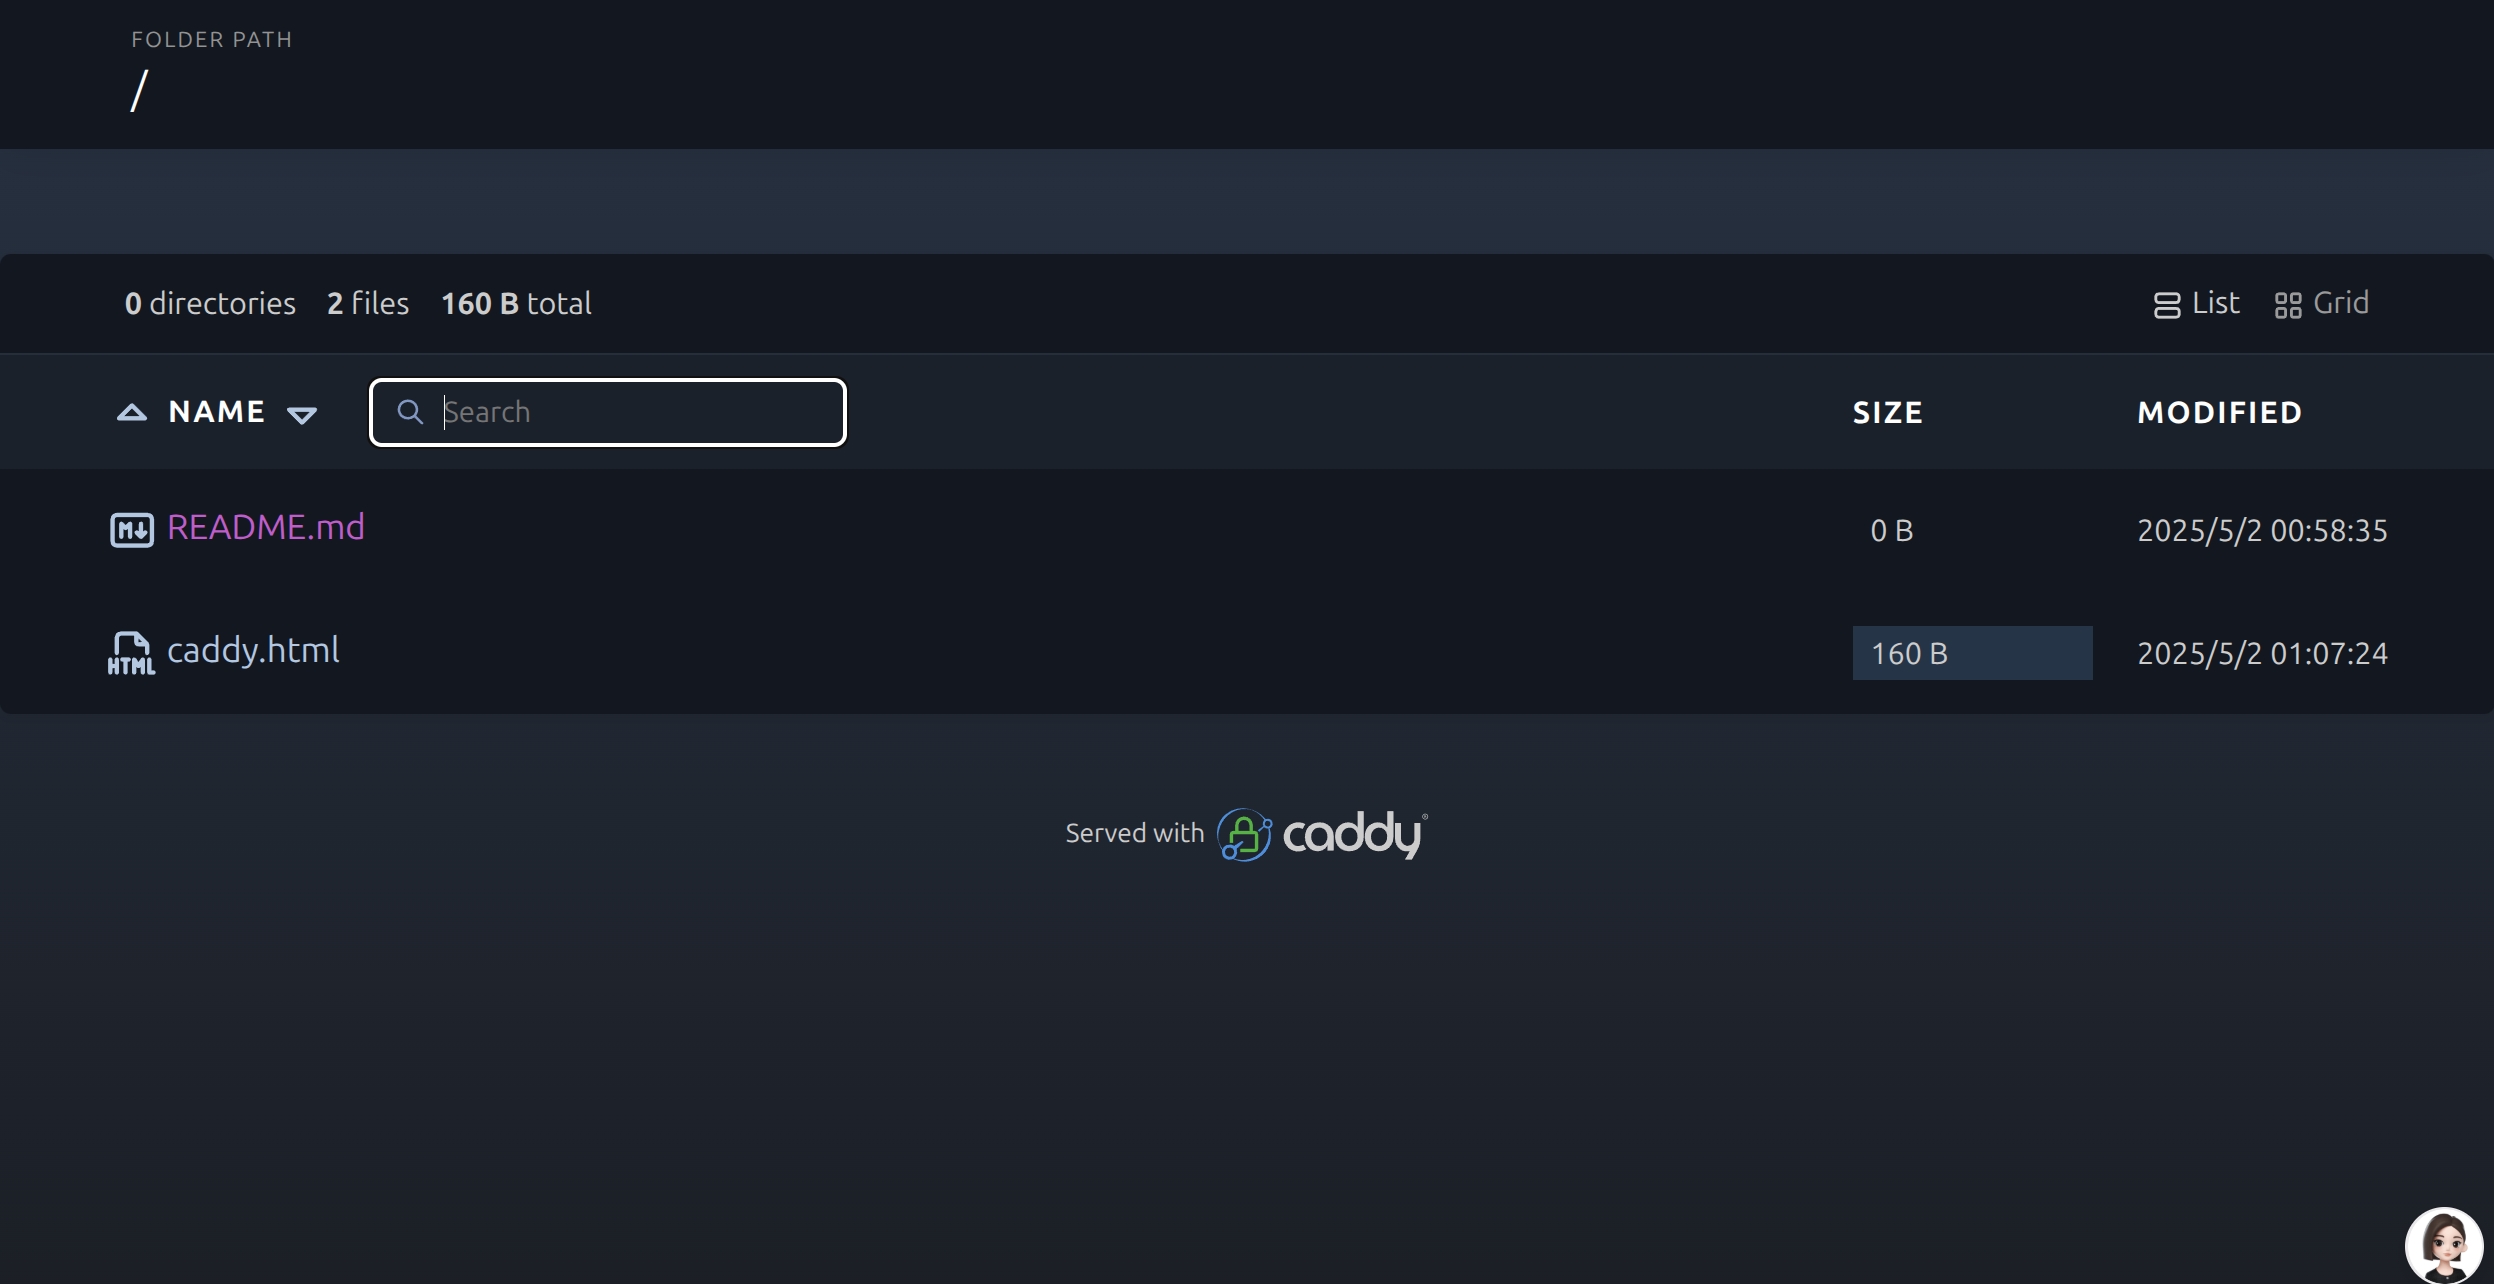 FOLDER PATH
/
0 directories 2 files 160 B total List Grid
NAME Search SIZE MODIFIED
README.md 0 B 2025/5/2 00:58:35
HTML caddy.html 160 B 2025/5/2 01:07:24
Served with caddy®